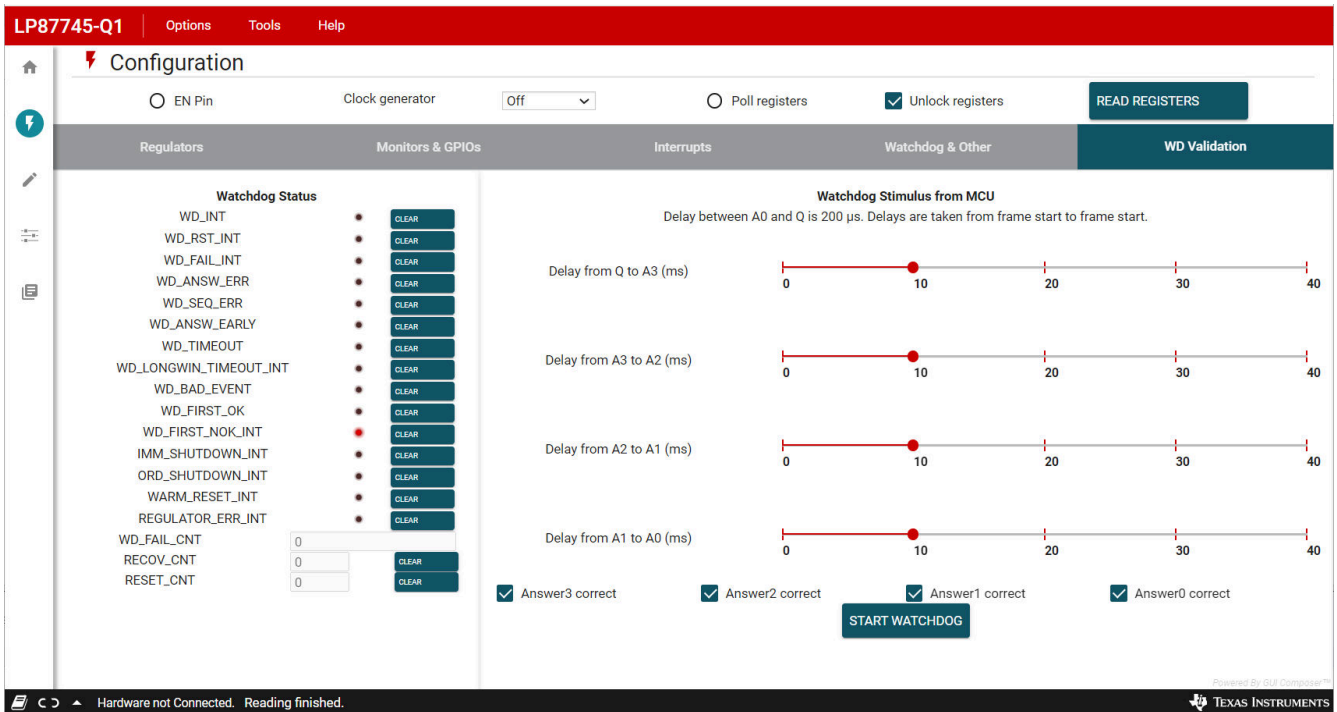 LP87745-Q1 Options Tools Help
Configuration
EN Pin Clock generator Off Poll registers Unlock registers READ REGISTERS
Regulators Monitors & GPIOs Interrupts Watchdog & Other WD Validation
Watchdog Status
WD_INT CLEAR
WD_RST_INT CLEAR
WD_FAIL_INT CLEAR
WD_ANSW_ERR CLEAR
WD_SEQ_ERR CLEAR
WD_ANSW_EARLY CLEAR
WD_TIMEOUT CLEAR
WD_LONGWIN_TIMEOUT_INT CLEAR
WD_BAD_EVENT CLEAR
WD_FIRST_OK CLEAR
WD_FIRST_NOK_INT CLEAR
IMM_SHUTDOWN_INT CLEAR
ORD_SHUTDOWN_INT CLEAR
WARM_RESET_INT CLEAR
REGULATOR_ERR_INT CLEAR
WD_FAIL_CNT 0
RECOV_CNT 0 CLEAR
RESET_CNT 0 CLEAR
Watchdog Stimulus from MCU
Delay between A0 and Q is 200 µs. Delays are taken from frame start to frame start.
Delay from Q to A3 (ms)
0 10 20 30 40
Delay from A3 to A2 (ms)
0 10 20 30 40
Delay from A2 to A1 (ms)
0 10 20 30 40
Delay from A1 to A0 (ms)
0 10 20 30 40
Answer3 correct Answer2 correct Answer1 correct Answer0 correct
START WATCHDOG
Powered By GUI Composer™
Hardware not Connected. Reading finished. TEXAS INSTRUMENTS